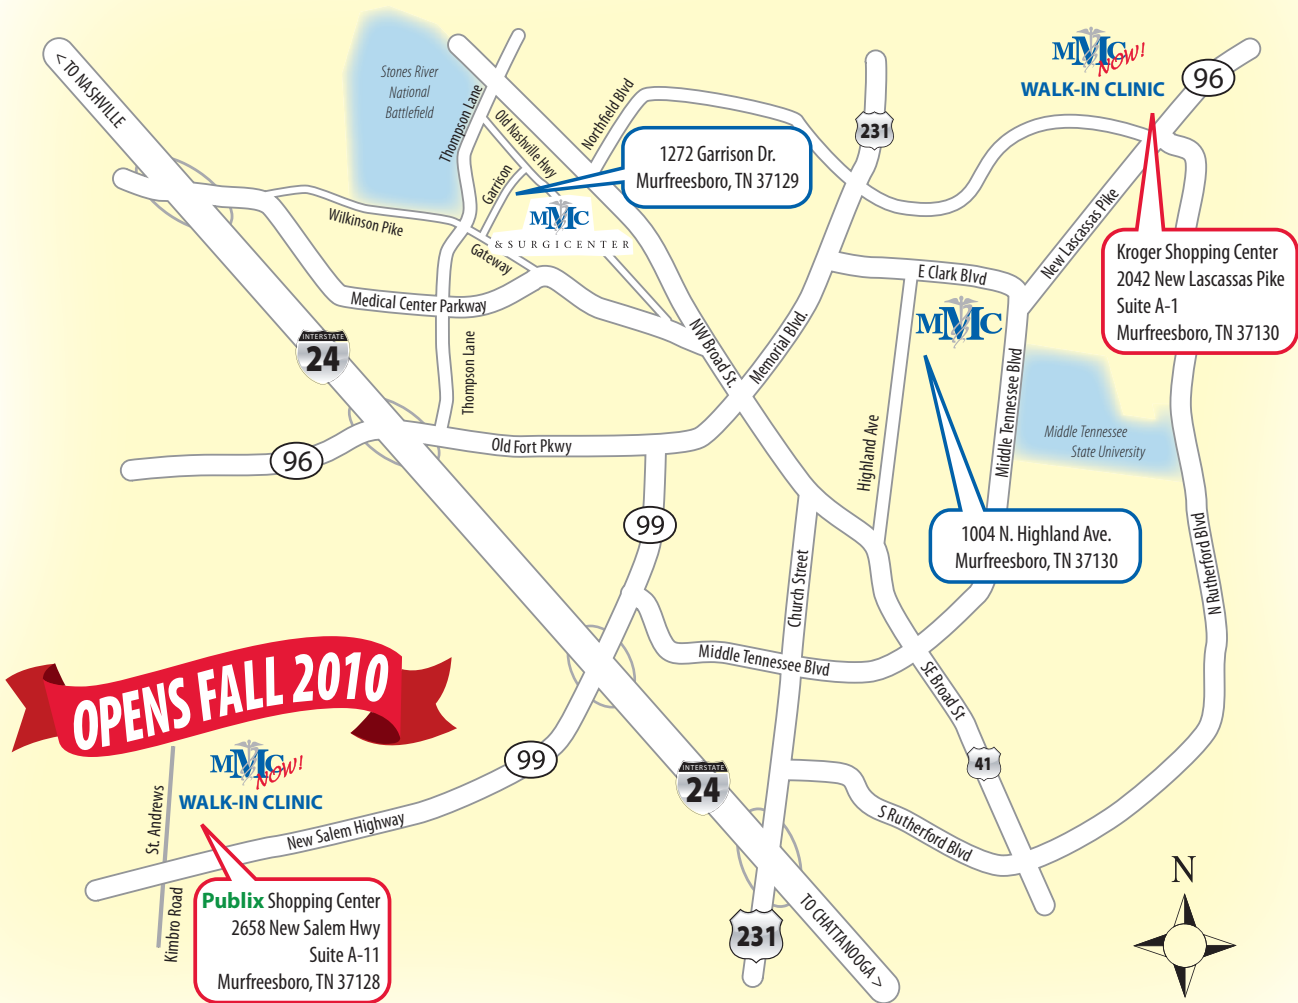 < TO NASHVILLE
Stones River
National
Battlefield
Thompson Lane
Old Nashville Hwy
Northfield Blvd
Garrison
1272 Garrison Dr.
Murfreesboro, TN 37129
MMC
& SURGICENTER
Wilkinson Pike
Gateway
Medical Center Parkway
Thompson Lane
INTERSTATE
24
NW Broad St.
Memorial Blvd.
231
MMC
NOW!
WALK-IN CLINIC
96
New Lascassas Pike
Kroger Shopping Center
2042 New Lascassas Pike
Suite A-1
Murfreesboro, TN 37130
E Clark Blvd
MMC
Highland Ave
Middle Tennessee Blvd
Middle Tennessee
State University
1004 N. Highland Ave.
Murfreesboro, TN 37130
N Rutherford Blvd
96
Old Fort Pkwy
99
Church Street
Middle Tennessee Blvd
SE Broad St
41
OPENS FALL 2010
MMC
NOW!
WALK-IN CLINIC
St. Andrews
Kimbro Road
New Salem Highway
99
Publix Shopping Center
2658 New Salem Hwy
Suite A-11
Murfreesboro, TN 37128
INTERSTATE
24
S Rutherford Blvd
231
TO CHATTANOOGA >
N